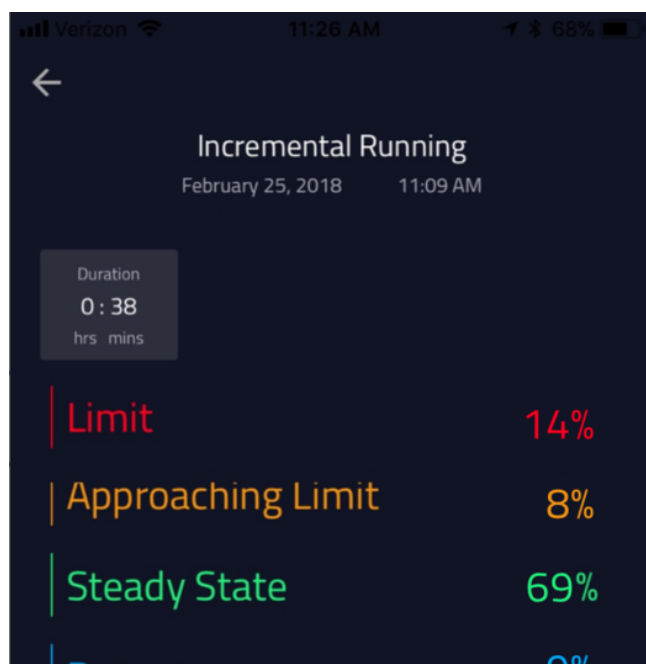 Verizon 11:26 AM 68%
Incremental Running
February 25, 2018 11:09 AM
Duration
0 : 38
hrs mins
Limit 14%
Approaching Limit 8%
Steady State 69%